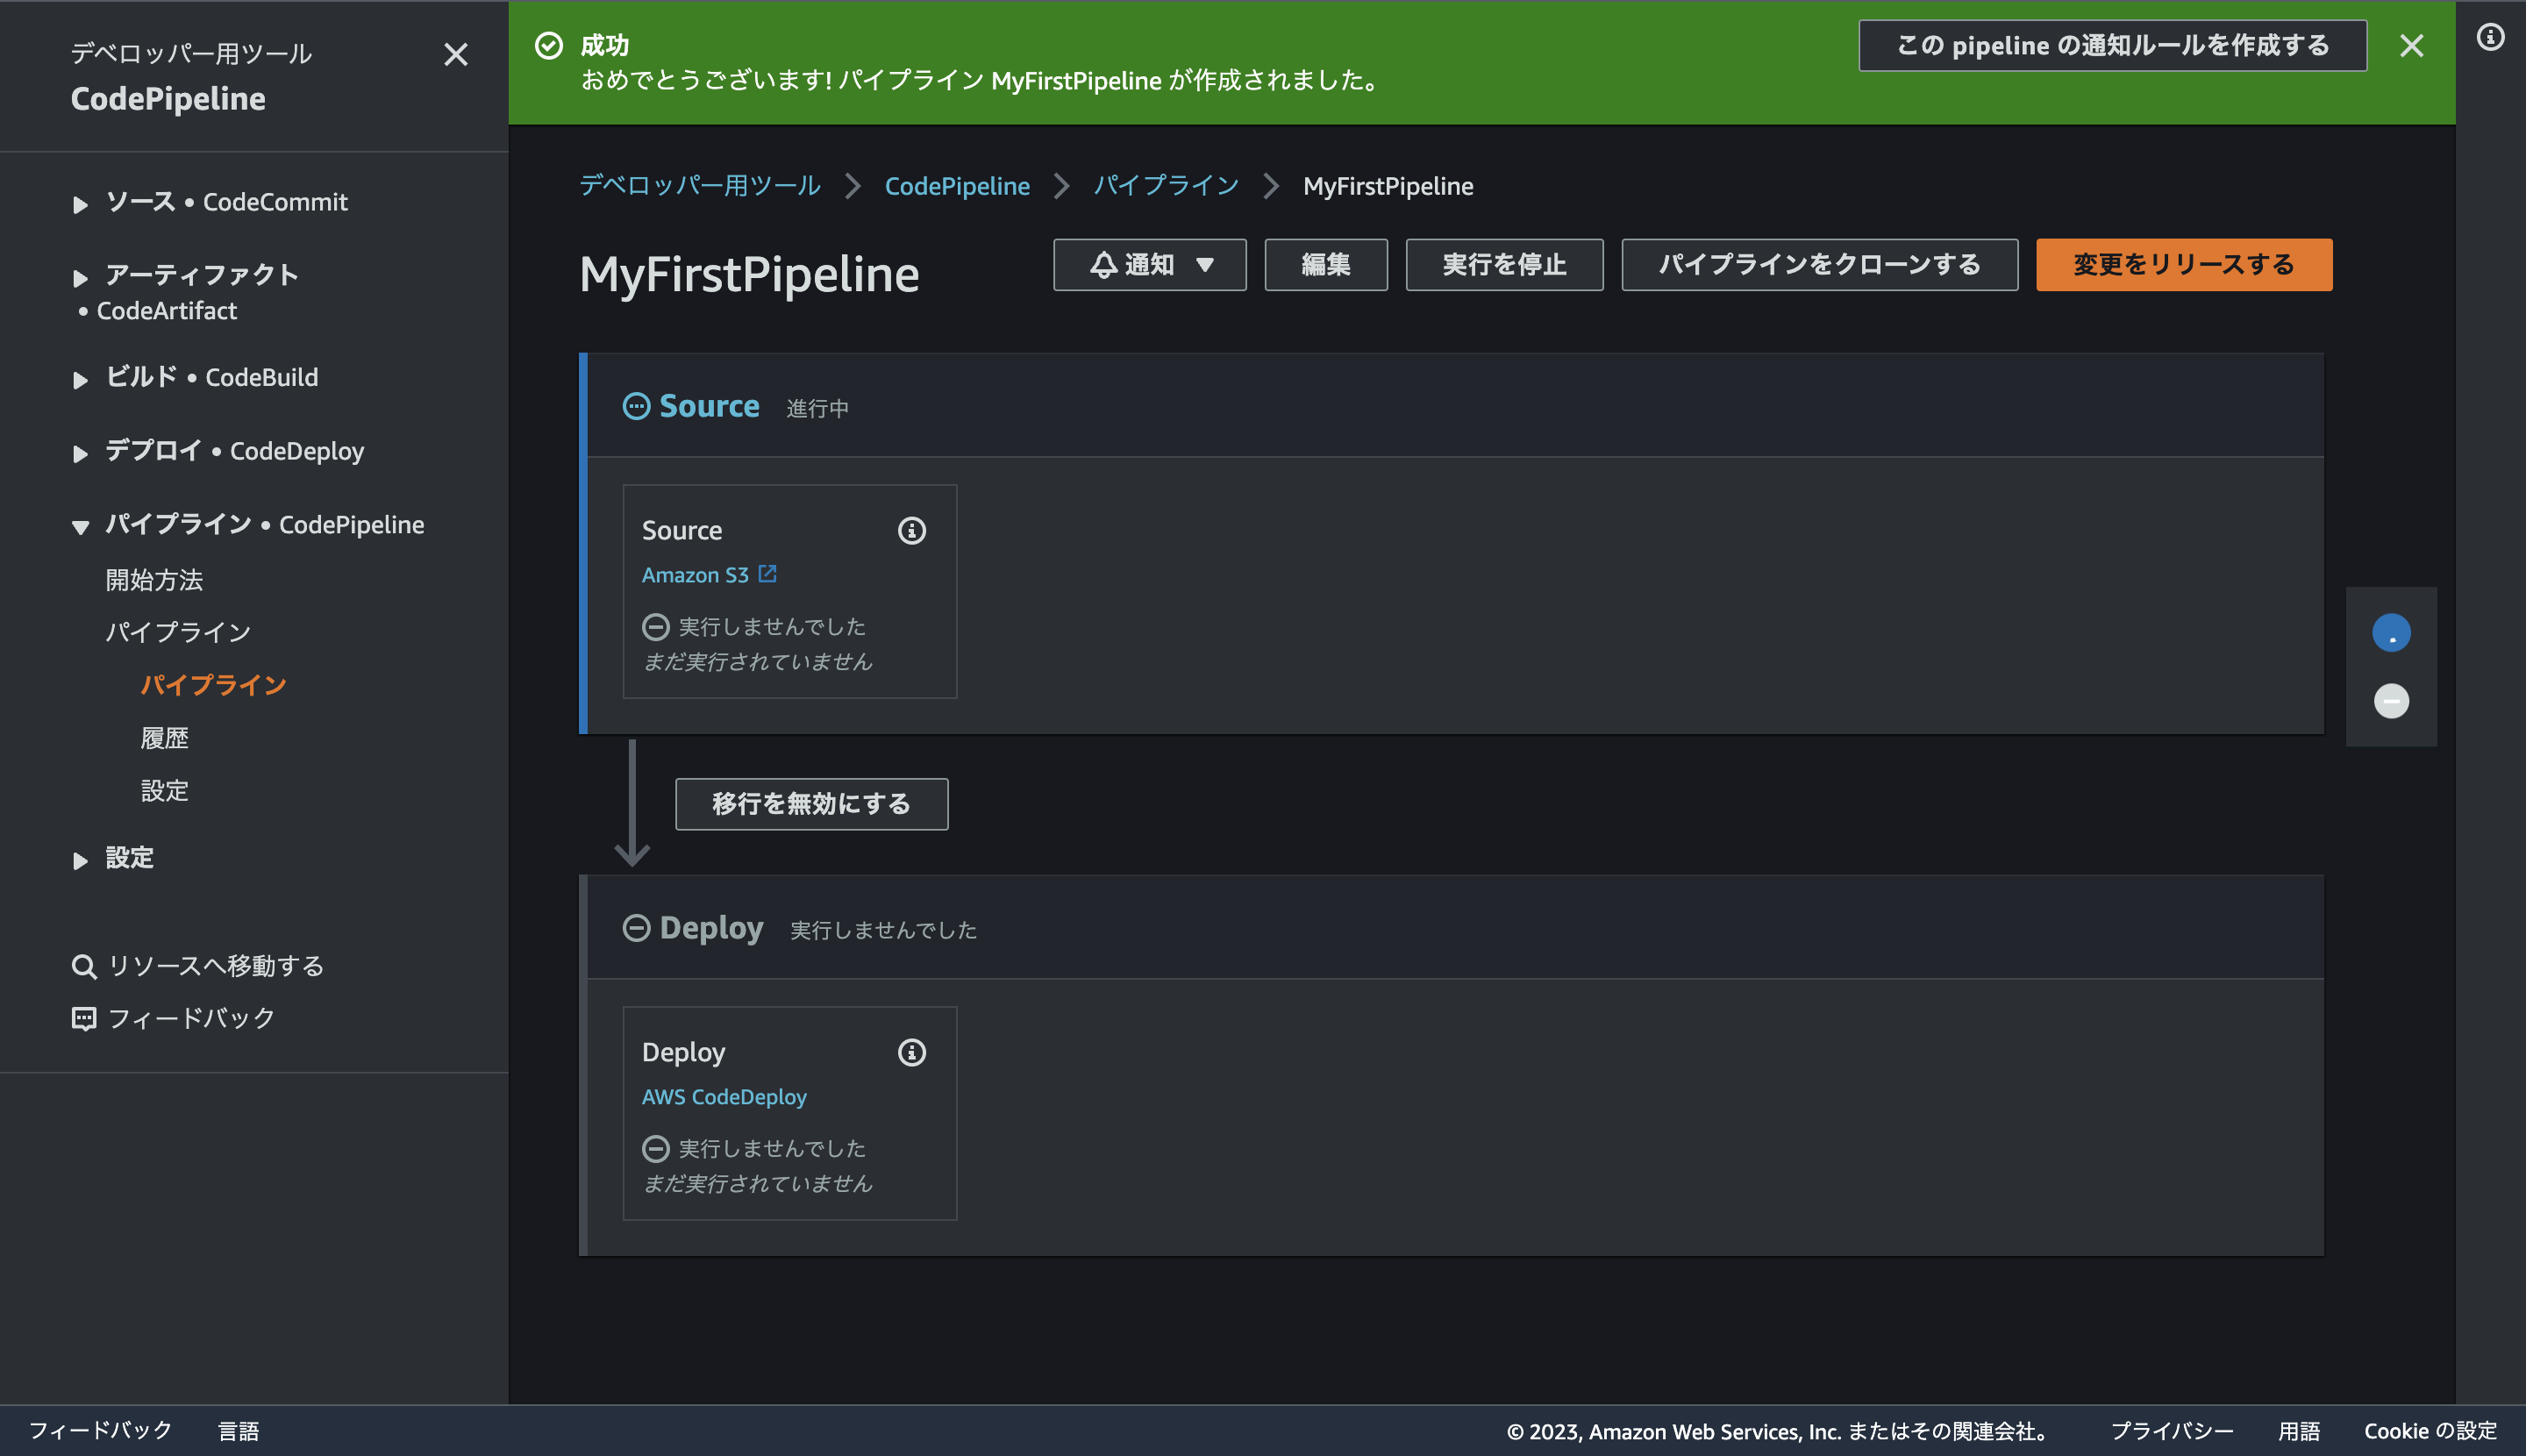 デベロッパー用ツール
CodePipeline
ソース • CodeCommit
アーティファクト
• CodeArtifact
ビルド • CodeBuild
デプロイ • CodeDeploy
パイプライン • CodePipeline
開始方法
パイプライン
パイプライン
履歴
設定
設定
リソースへ移動する
フィードバック
成功
おめでとうございます! パイプライン MyFirstPipeline が作成されました。
この pipeline の通知ルールを作成する
デベロッパー用ツール CodePipeline パイプライン MyFirstPipeline
MyFirstPipeline
通知 編集 実行を停止 パイプラインをクローンする 変更をリリースする
Source 進行中
Source
Amazon S3
実行しませんでした
まだ実行されていません
移行を無効にする
Deploy 実行しませんでした
Deploy
AWS CodeDeploy
実行しませんでした
まだ実行されていません
フィードバック 言語 © 2023, Amazon Web Services, Inc. またはその関連会社。 プライバシー 用語 Cookie の設定